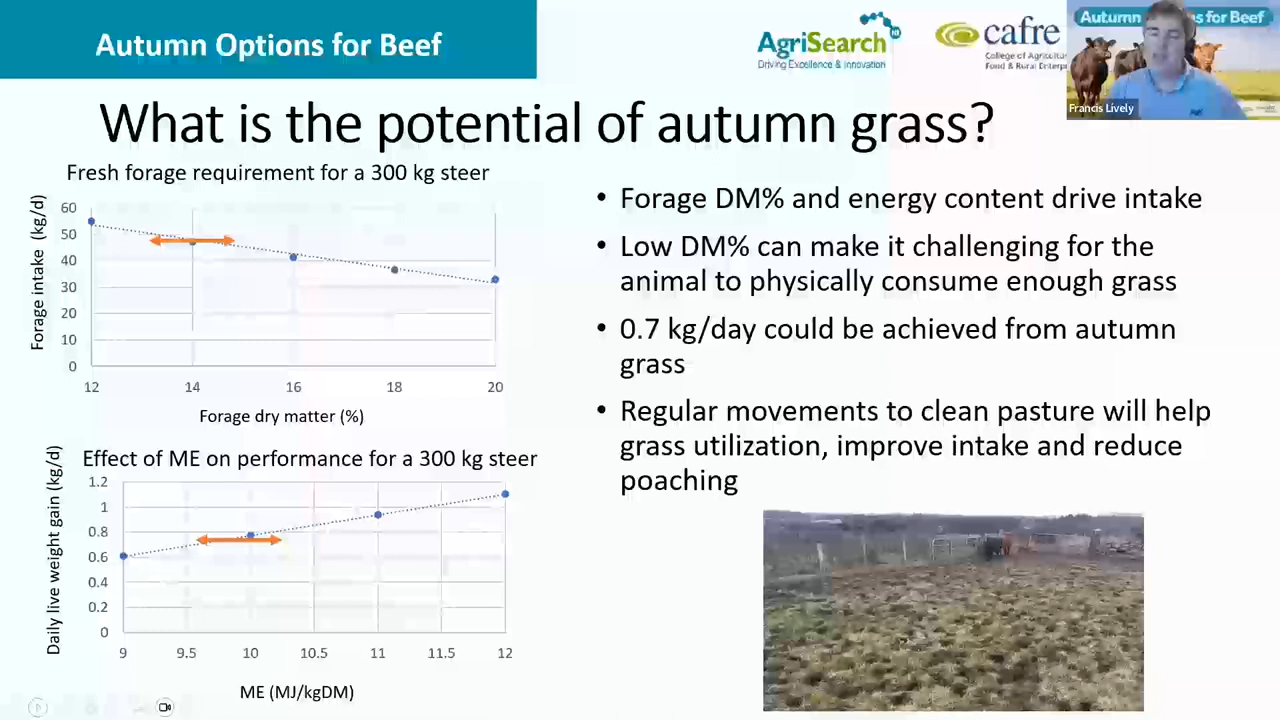 Autumn Options for Beef
AgriSearch
Driving Excellence & Innovation
cafre
College of Agricultu
Food & Rural Enterp
Autumn
s for Beef
Francis Lively
What is the potential of autumn grass?
Fresh forage requirement for a 300 kg steer
Forage intake (kg/d)
60
50
40
30
20
10
0
12 14 16 18 20
Forage dry matter (%)
Effect of ME on performance for a 300 kg steer
Daily live weight gain (kg/d)
1.2
1
0.8
0.6
0.4
0.2
0
9 9.5 10 10.5 11 11.5 12
ME (MJ/kgDM)
• Forage DM% and energy content drive intake
• Low DM% can make it challenging for the
animal to physically consume enough grass
• 0.7 kg/day could be achieved from autumn
grass
• Regular movements to clean pasture will help
grass utilization, improve intake and reduce
poaching